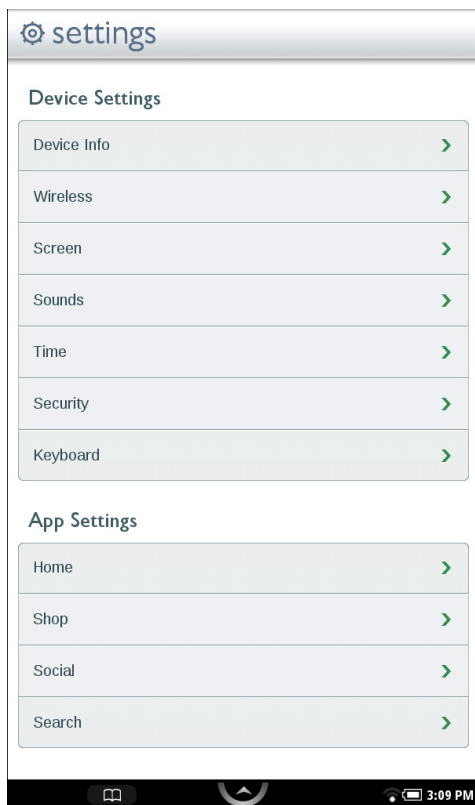 settings
Device Settings
Device Info
Wireless
Screen
Sounds
Time
Security
Keyboard
App Settings
Home
Shop
Social
Search
3:09 PM